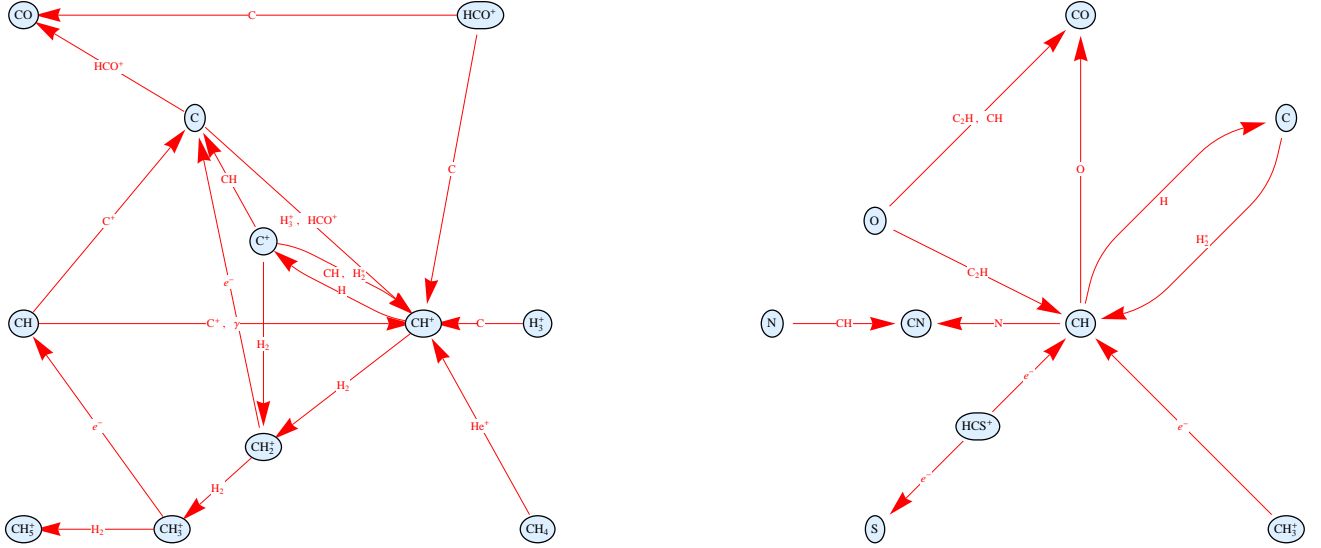 CO
C
HCO⁺
HCO⁺
C
C
CH
H₃⁺, HCO⁺
C⁺
C⁺
CH, H₂*
e⁻
H
CH
C⁺, γ
CH⁺
C
H₃⁺
H₂
H₂
He⁺
e⁻
CH₂⁺
H₂
CH₅⁺
H₂
CH₃⁺
CH₄
CO
C₂H, CH
C
O
H
O
H₂*
C₂H
N
CH
CN
N
CH
e⁻
HCS⁺
e⁻
e⁻
S
CH₃⁺